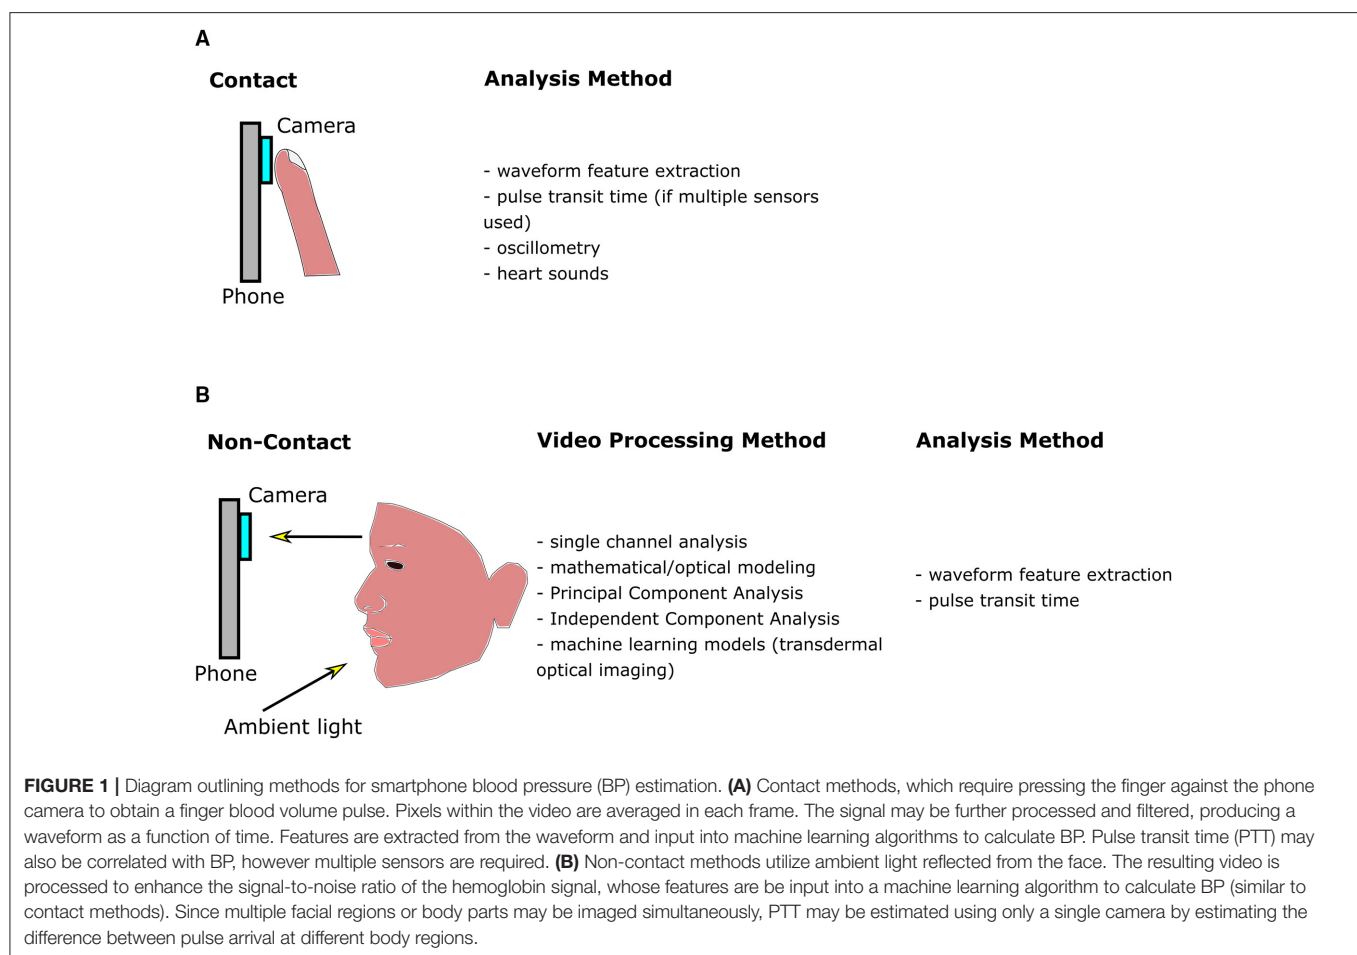 A
Contact
Analysis Method
Camera
- waveform feature extraction
- pulse transit time (if multiple sensors
used)
- oscillometry
- heart sounds
Phone
B
Non-Contact
Video Processing Method
Analysis Method
Camera
- single channel analysis
- mathematical/optical modeling
- Principal Component Analysis
- Independent Component Analysis
- machine learning models (transdermal
optical imaging)
- waveform feature extraction
- pulse transit time
Phone
Ambient light
FIGURE 1 | Diagram outlining methods for smartphone blood pressure (BP) estimation. (A) Contact methods, which require pressing the finger against the phone
camera to obtain a finger blood volume pulse. Pixels within the video are averaged in each frame. The signal may be further processed and filtered, producing a
waveform as a function of time. Features are extracted from the waveform and input into machine learning algorithms to calculate BP. Pulse transit time (PTT) may
also be correlated with BP, however multiple sensors are required. (B) Non-contact methods utilize ambient light reflected from the face. The resulting video is
processed to enhance the signal-to-noise ratio of the hemoglobin signal, whose features are be input into a machine learning algorithm to calculate BP (similar to
contact methods). Since multiple facial regions or body parts may be imaged simultaneously, PTT may be estimated using only a single camera by estimating the
difference between pulse arrival at different body regions.